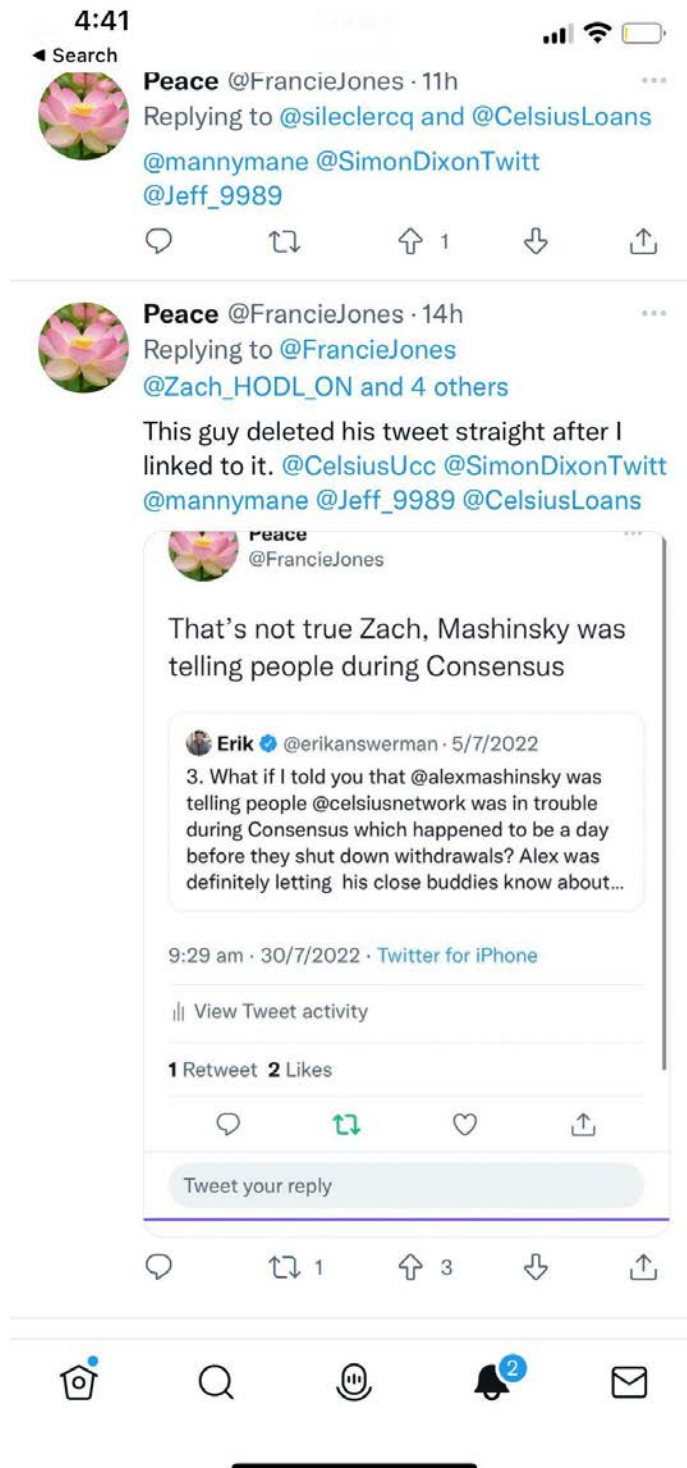 4:41
◀ Search
Peace @FrancieJones · 11h
Replying to @sileclercq and @CelsiusLoans
@mannymane @SimonDixonTwitt
@Jeff_9989
1
Peace @FrancieJones · 14h
Replying to @FrancieJones
@Zach_HODL_ON and 4 others
This guy deleted his tweet straight after I
linked to it. @CelsiusUcc @SimonDixonTwitt
@mannymane @Jeff_9989 @CelsiusLoans
Peace
@FrancieJones
That's not true Zach, Mashinsky was
telling people during Consensus
Erik @erikanswerman · 5/7/2022
3. What if I told you that @alexmashinsky was
telling people @celsiusnetwork was in trouble
during Consensus which happened to be a day
before they shut down withdrawals? Alex was
definitely letting his close buddies know about...
9:29 am · 30/7/2022 · Twitter for iPhone
View Tweet activity
1 Retweet 2 Likes
Tweet your reply
1 3
2